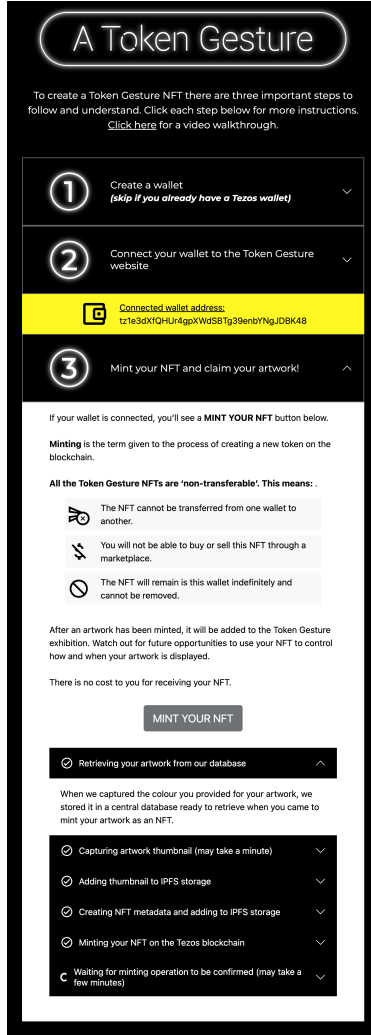 A Token Gesture
To create a Token Gesture NFT there are three important steps to
follow and understand. Click each step below for more instructions.
Click here for a video walkthrough.
1
Create a wallet
(skip if you already have a Tezos wallet)
2
Connect your wallet to the Token Gesture
website
Connected wallet address:
tz1e3dXfQHUr4gpXWdSBTg39enbYNgJDBK48
3
Mint your NFT and claim your artwork!
If your wallet is connected, you'll see a MINT YOUR NFT button below.
Minting is the term given to the process of creating a new token on the
blockchain.
All the Token Gesture NFTs are 'non-transferable'. This means: .
The NFT cannot be transferred from one wallet to
another.
You will not be able to buy or sell this NFT through a
marketplace.
The NFT will remain is this wallet indefinitely and
cannot be removed.
After an artwork has been minted, it will be added to the Token Gesture
exhibition. Watch out for future opportunities to use your NFT to control
how and when your artwork is displayed.
There is no cost to you for receiving your NFT.
MINT YOUR NFT
Retrieving your artwork from our database
When we captured the colour you provided for your artwork, we
stored it in a central database ready to retrieve when you came to
mint your artwork as an NFT.
Capturing artwork thumbnail (may take a minute)
Adding thumbnail to IPFS storage
Creating NFT metadata and adding to IPFS storage
Minting your NFT on the Tezos blockchain
Waiting for minting operation to be confirmed (may take a
few minutes)